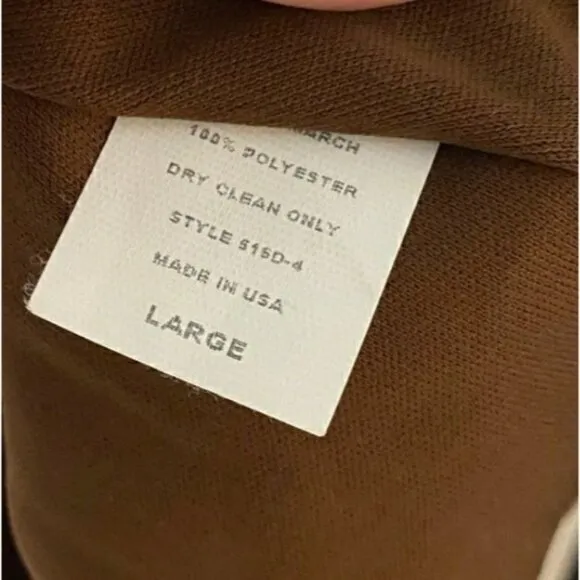 100% POLYESTER
DRY CLEAN ONLY
STYLE 515D-4
MADE IN USA
LARGE